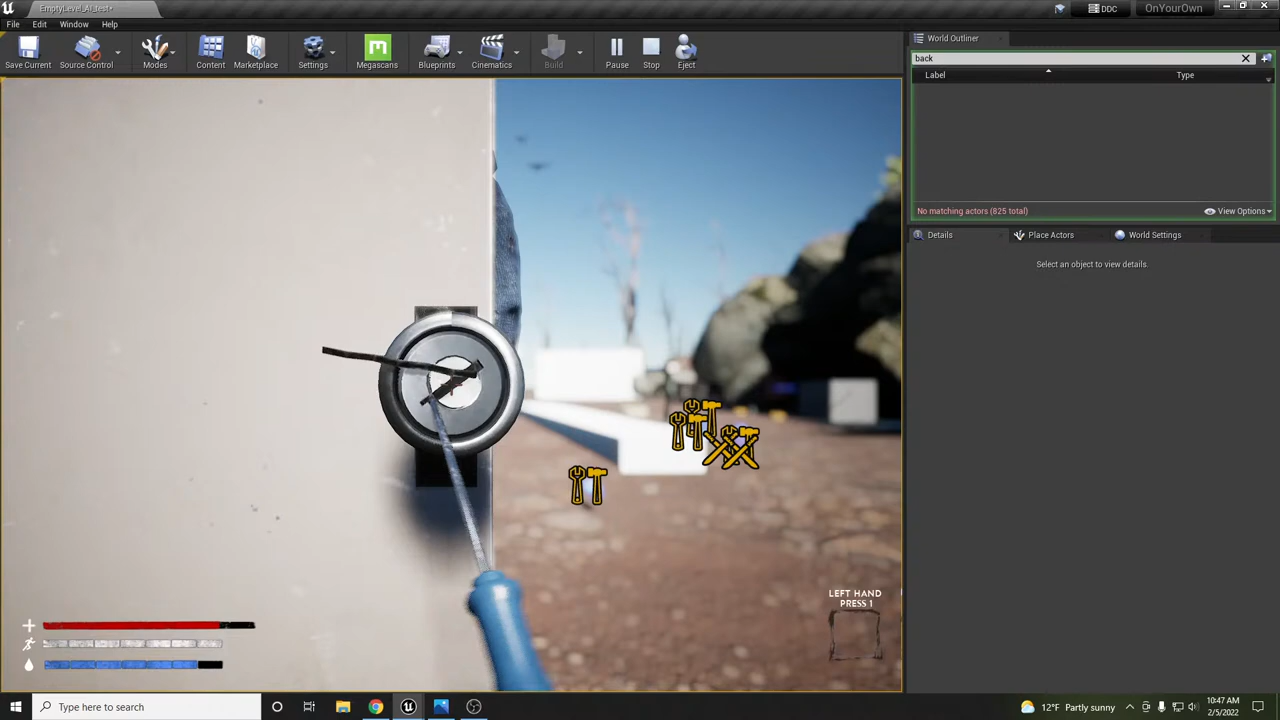 EmptyLevel_AI_test*
DDC
OnYourOwn
File
Edit
Window
Help
Save Current
Source Control
Modes
Content
Marketplace
Settings
Megascans
Blueprints
Cinematics
Build
Pause
Stop
Eject
World Outliner
back
Label
Type
No matching actors (825 total)
View Options
Details
Place Actors
World Settings
Select an object to view details.
LEFT HAND
PRESS 1
Type here to search
12°F Partly sunny
10:47 AM
2/5/2022